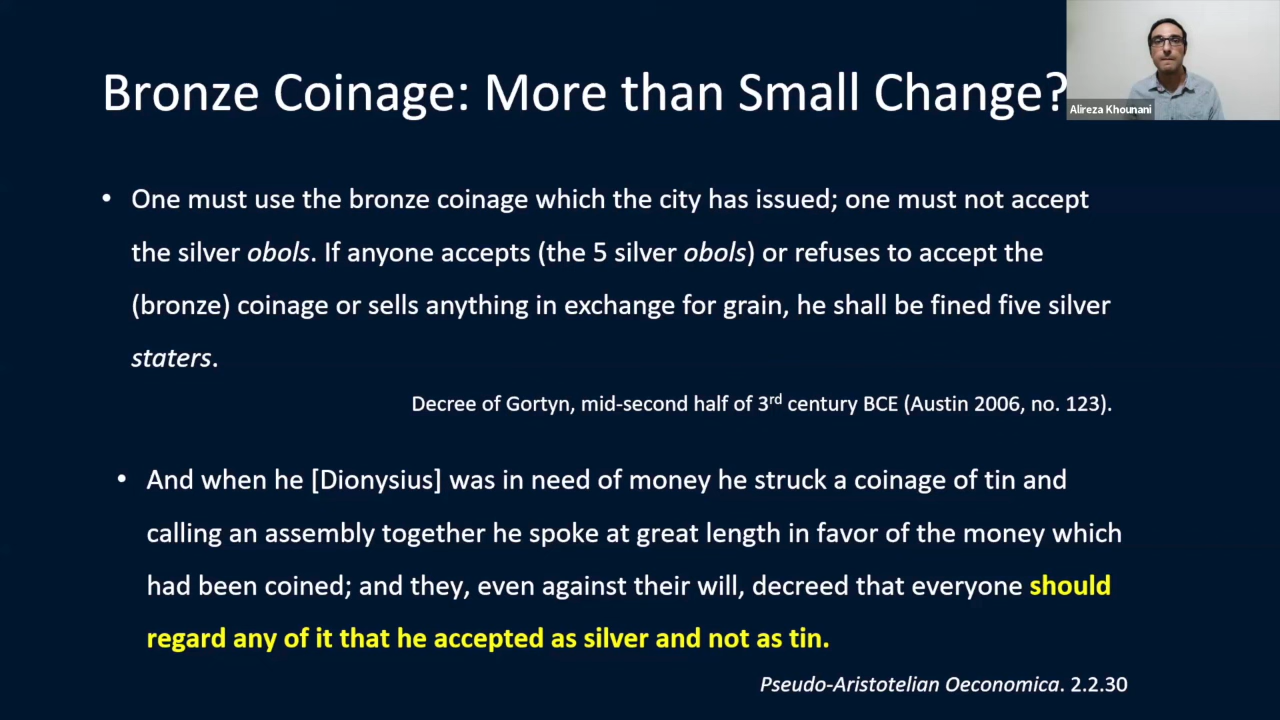 Bronze Coinage: More than Small Change?
Alireza Khounani
• One must use the bronze coinage which the city has issued; one must not accept
the silver obols. If anyone accepts (the 5 silver obols) or refuses to accept the
(bronze) coinage or sells anything in exchange for grain, he shall be fined five silver
staters.
Decree of Gortyn, mid-second half of 3rd century BCE (Austin 2006, no. 123).
• And when he [Dionysius] was in need of money he struck a coinage of tin and
calling an assembly together he spoke at great length in favor of the money which
had been coined; and they, even against their will, decreed that everyone should
regard any of it that he accepted as silver and not as tin.
Pseudo-Aristotelian Oeconomica. 2.2.30